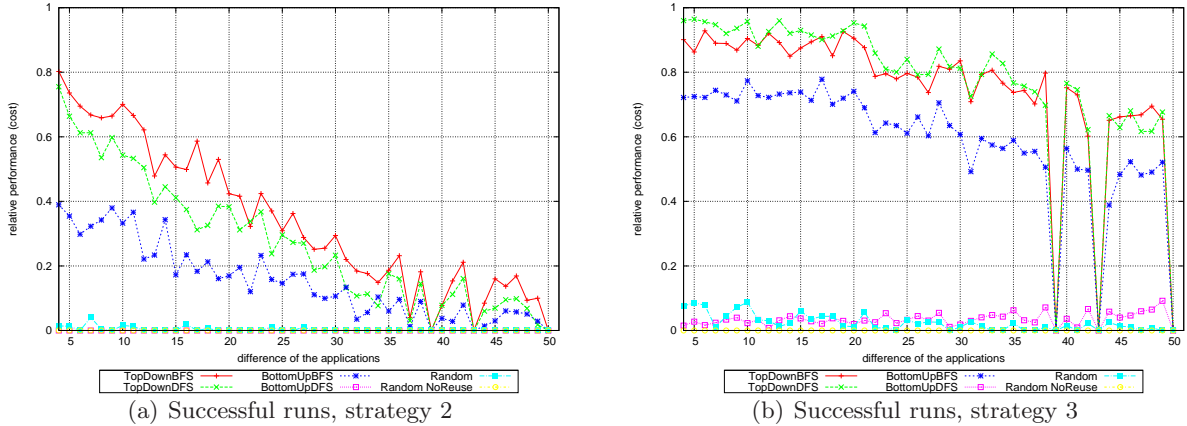 1
0.8
0.6
0.4
0.2
0
relative performance (cost)
5 10 15 20 25 30 35 40 45 50
difference of the applications
TopDownBFS BottomUpBFS Random
TopDownDFS BottomUpDFS Random NoReuse
(a) Successful runs, strategy 2
1
0.8
0.6
0.4
0.2
0
relative performance (cost)
5 10 15 20 25 30 35 40 45 50
difference of the applications
TopDownBFS BottomUpBFS Random
TopDownDFS BottomUpDFS Random NoReuse
(b) Successful runs, strategy 3